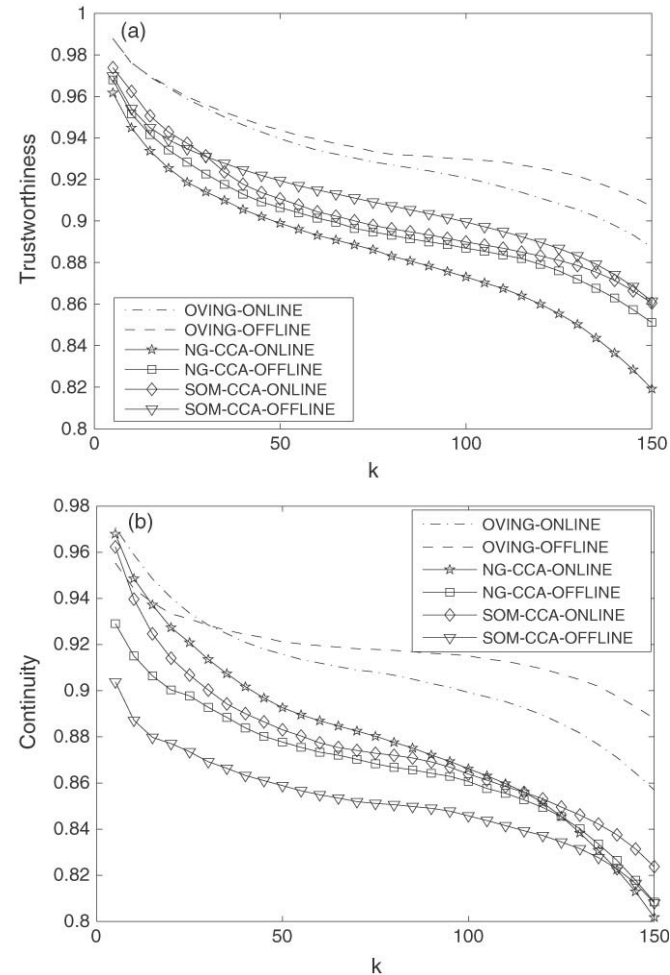 1
(a)
0.98
0.96
0.94
0.92
0.9
0.88
0.86
0.84
0.82
0.8
Trustworthiness
OVING-ONLINE
OVING-OFFLINE
NG-CCA-ONLINE
NG-CCA-OFFLINE
SOM-CCA-ONLINE
SOM-CCA-OFFLINE
0 50 100 150
k
0.98
(b)
0.96
0.94
0.92
0.9
0.88
0.86
0.84
0.82
0.8
Continuity
OVING-ONLINE
OVING-OFFLINE
NG-CCA-ONLINE
NG-CCA-OFFLINE
SOM-CCA-ONLINE
SOM-CCA-OFFLINE
0 50 100 150
k